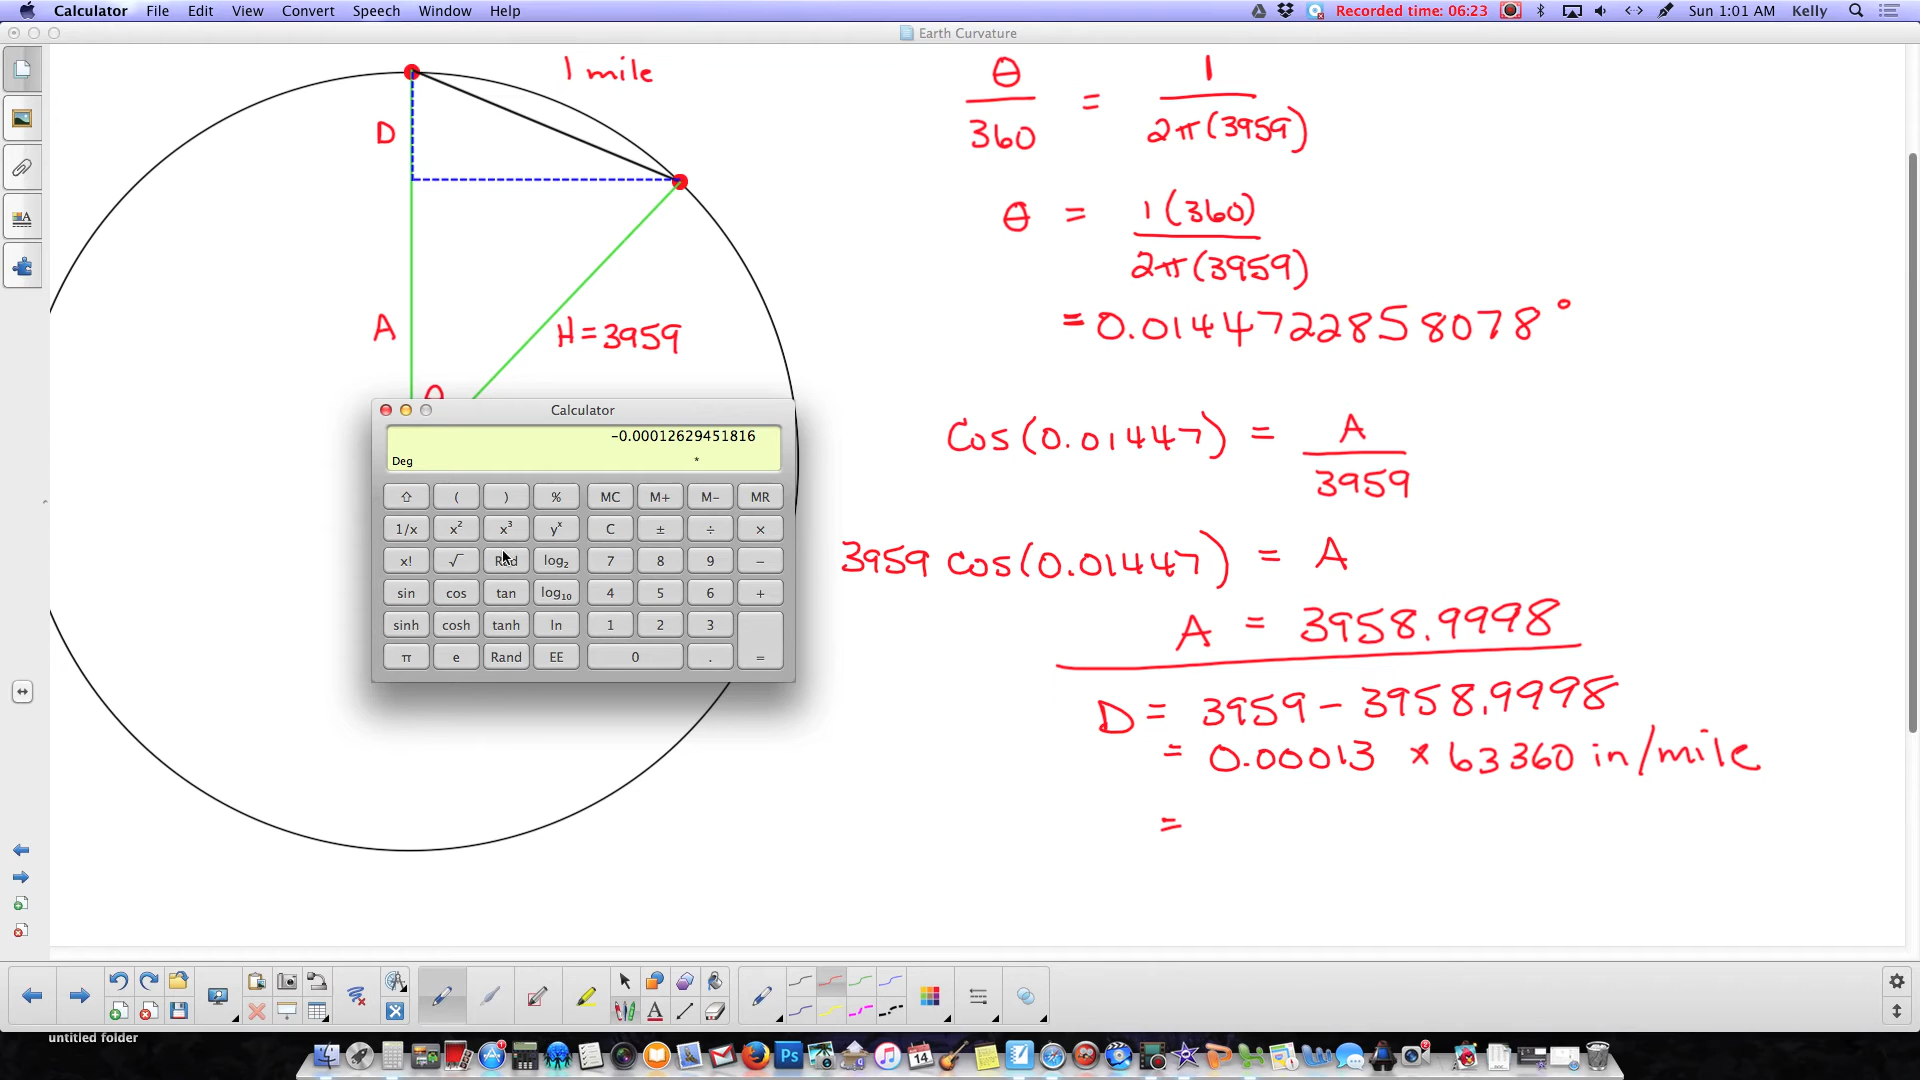 Calculator File Edit View Convert Speech Window Help Recorded time: 06:23 Sun 1:01 AM Kelly
Earth Curvature
1 mile
D
A
H = 3959
θ
θ/360 = 1/2π(3959)
θ = 1(360)/2π(3959)
= 0.0144722858078°
Cos(0.01447) = A/3959
3959 cos(0.01447) = A
A = 3958.9998
D = 3959 - 3958.9998
= 0.00013 * 63360 in/mile
=
Calculator
-0.00012629451816
Deg *
⇧ ( ) % MC M+ M- MR
1/x x² x³ yˣ C ± ÷ ×
x! √ Rad log₂ 7 8 9 −
sin cos tan log₁₀ 4 5 6 +
sinh cosh tanh ln 1 2 3
π e Rand EE 0 . =
untitled folder